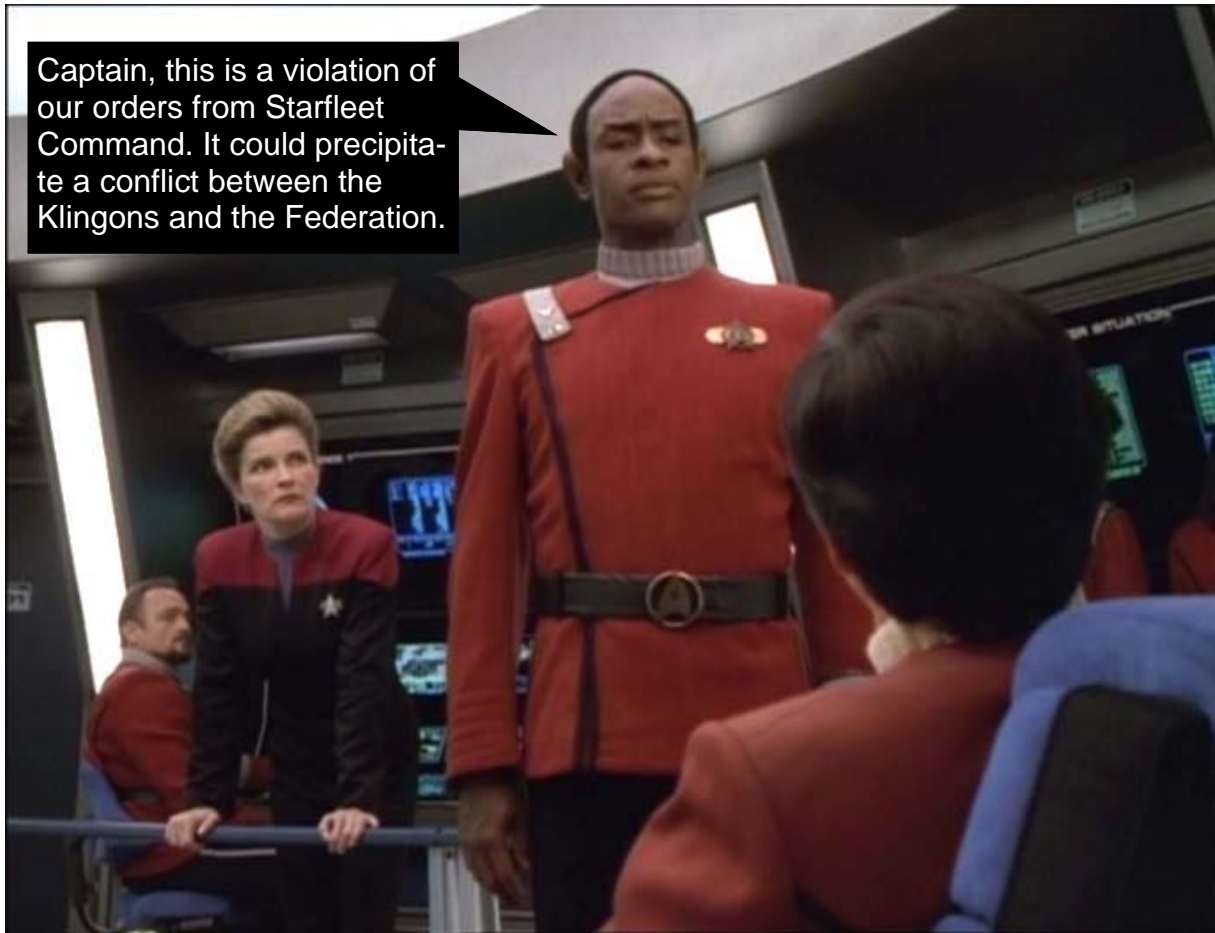 Captain, this is a violation of
our orders from Starfleet
Command. It could precipita-
te a conflict between the
Klingons and the Federation.
SITUATION